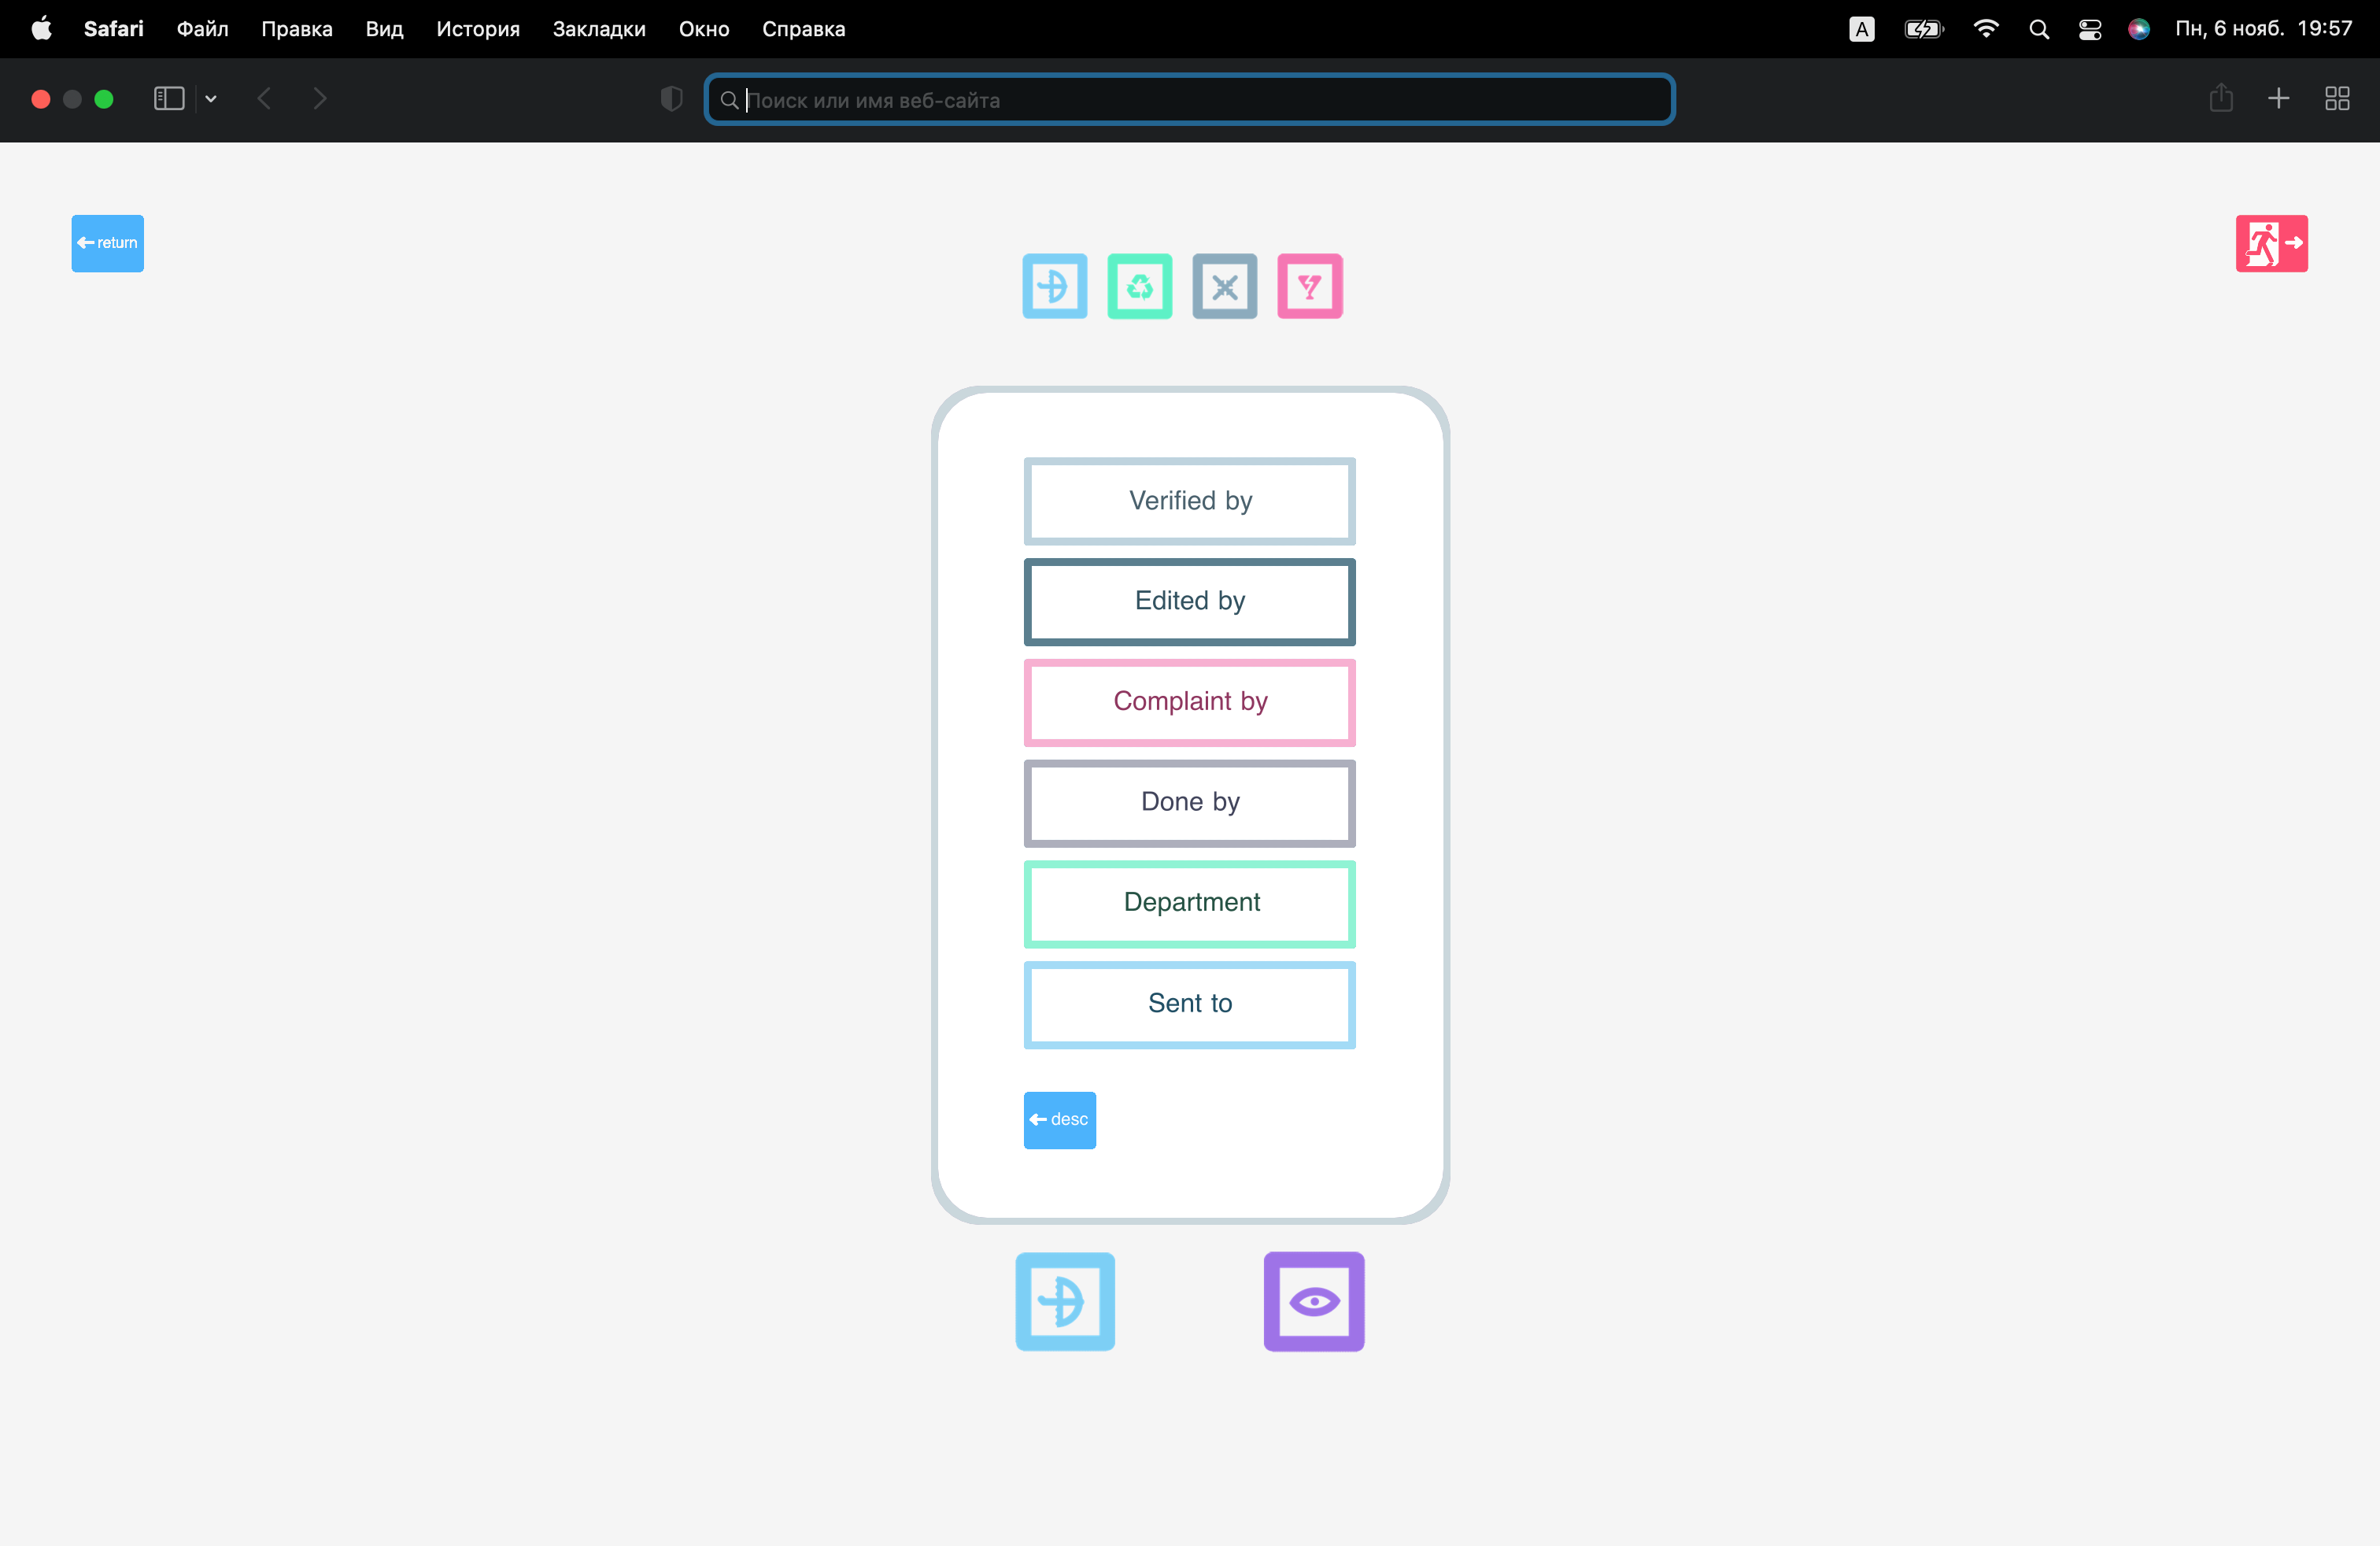 Safari Файл Правка Вид История Закладки Окно Справка A Пн, 6 нояб. 19:57
Поиск или имя веб-сайта
return
Verified by
Edited by
Complaint by
Done by
Department
Sent to
desc